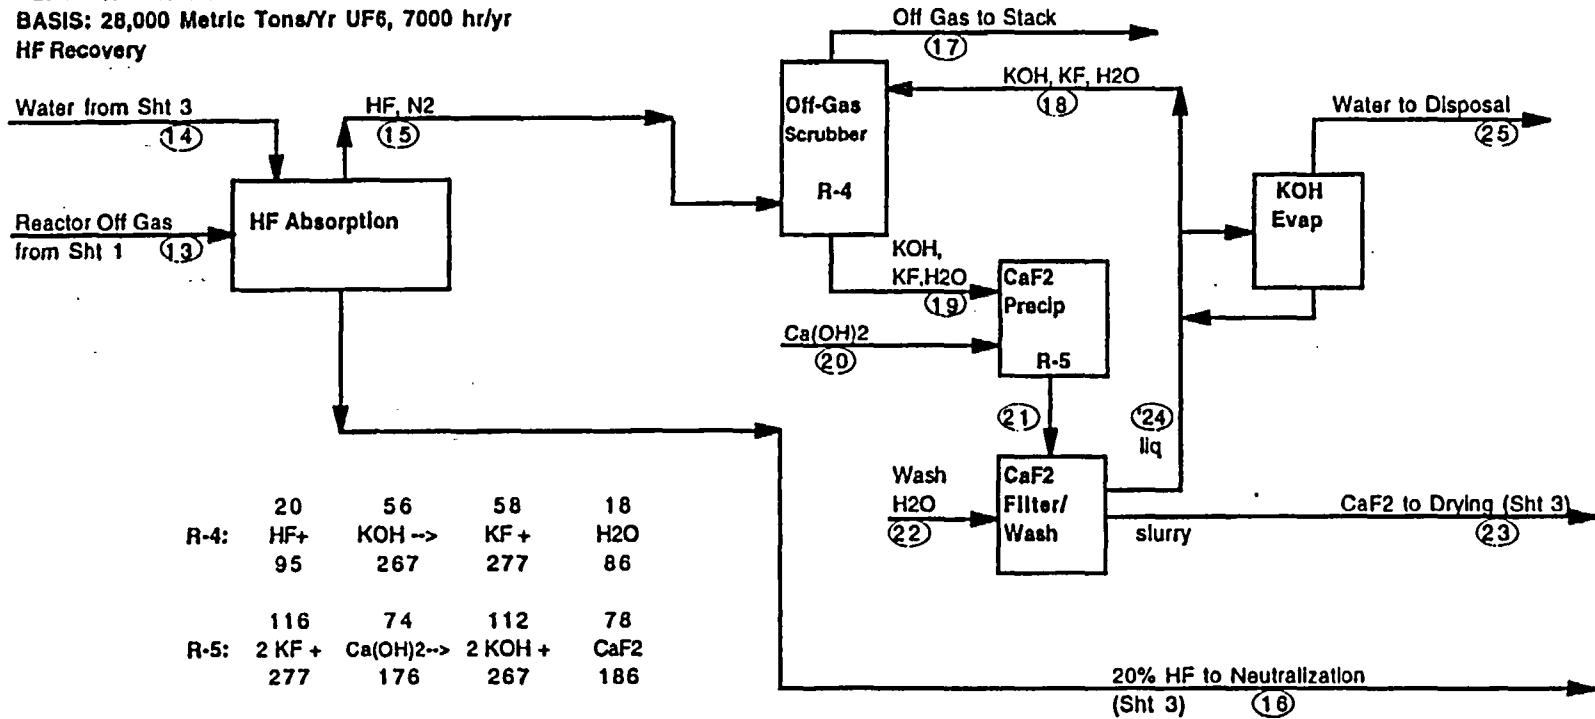 BASIS: 28,000 Metric Tons/Yr UF6, 7000 hr/yr
HF Recovery
Off Gas to Stack
17
Water from Sht 3
14
HF, N2
15
Off-Gas
Scrubber
R-4
KOH, KF, H2O
18
Water to Disposal
25
Reactor Off Gas
from Sht 1
13
HF Absorption
KOH
Evap
KOH,
KF,H2O
19
CaF2
Precip
R-5
Ca(OH)2
20
21
'24
liq
Wash
H2O
22
CaF2
Filter/
Wash
slurry
CaF2 to Drying (Sht 3)
23
20 56 58 18
R-4: HF+ KOH --> KF + H2O
95 267 277 86
116 74 112 78
R-5: 2 KF + Ca(OH)2--> 2 KOH + CaF2
277 176 267 186
20% HF to Neutralization
(Sht 3)
16